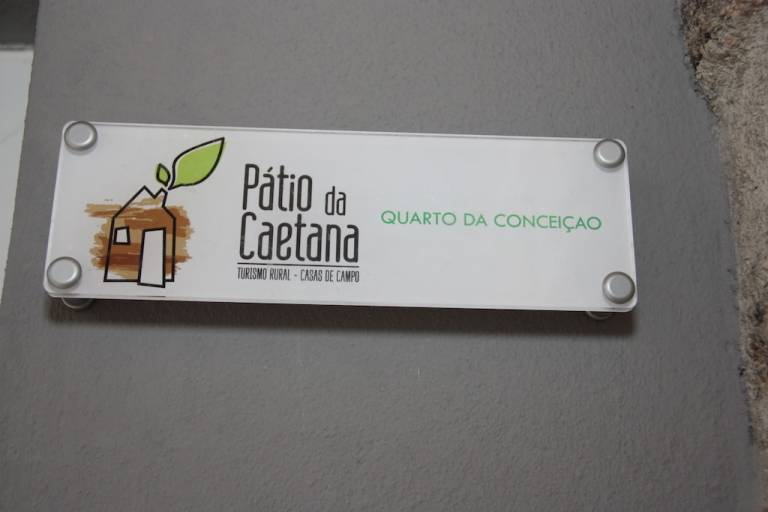 Pátio da
Caetana
TURISMO RURAL - CASAS DE CAMPO
QUARTO DA CONCEIÇAO